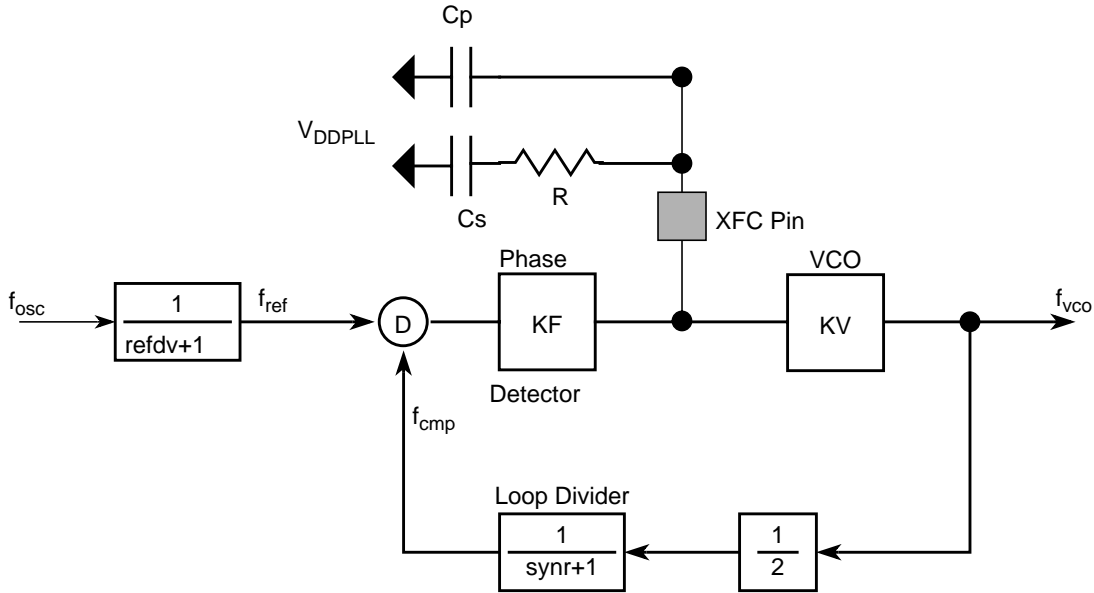 Cp
VDDPLL
R
Cs
XFC Pin
Phase
VCO
fosc
1
refdv+1
fref
D
KF
KV
fvco
Detector
fcmp
Loop Divider
1
synr+1
1
2